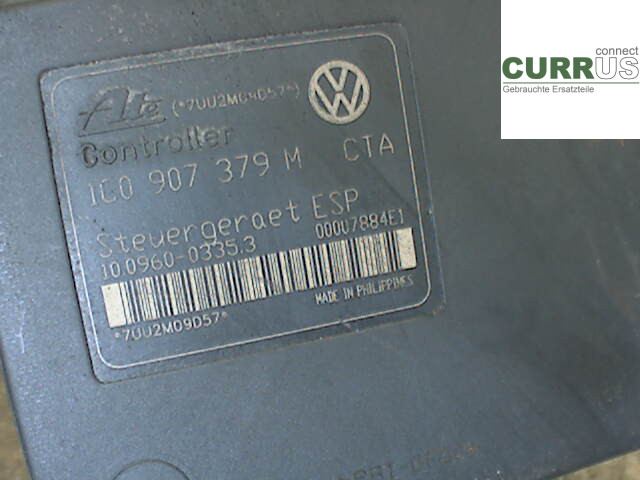 connect
CURRUS
Gebrauchte Ersatzteile
Ate (*7UU2M09D57*)
VW
Controller
1C0 907 379 M CTA
Steuergeraet ESP
10.0960-0335.3 00007884E1
MADE IN PHILIPPINES
*7UU2M09D57*